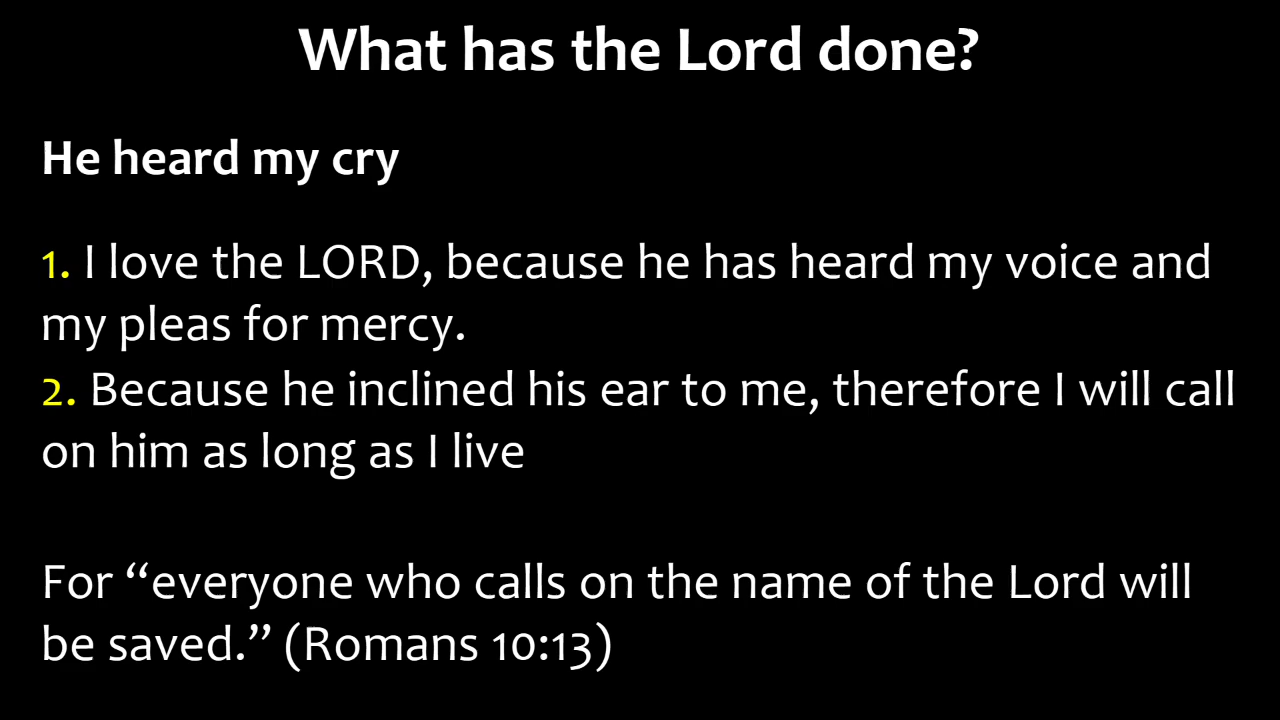 What has the Lord done?
He heard my cry
1. I love the LORD, because he has heard my voice and
my pleas for mercy.
2. Because he inclined his ear to me, therefore I will call
on him as long as I live
For “everyone who calls on the name of the Lord will
be saved.” (Romans 10:13)